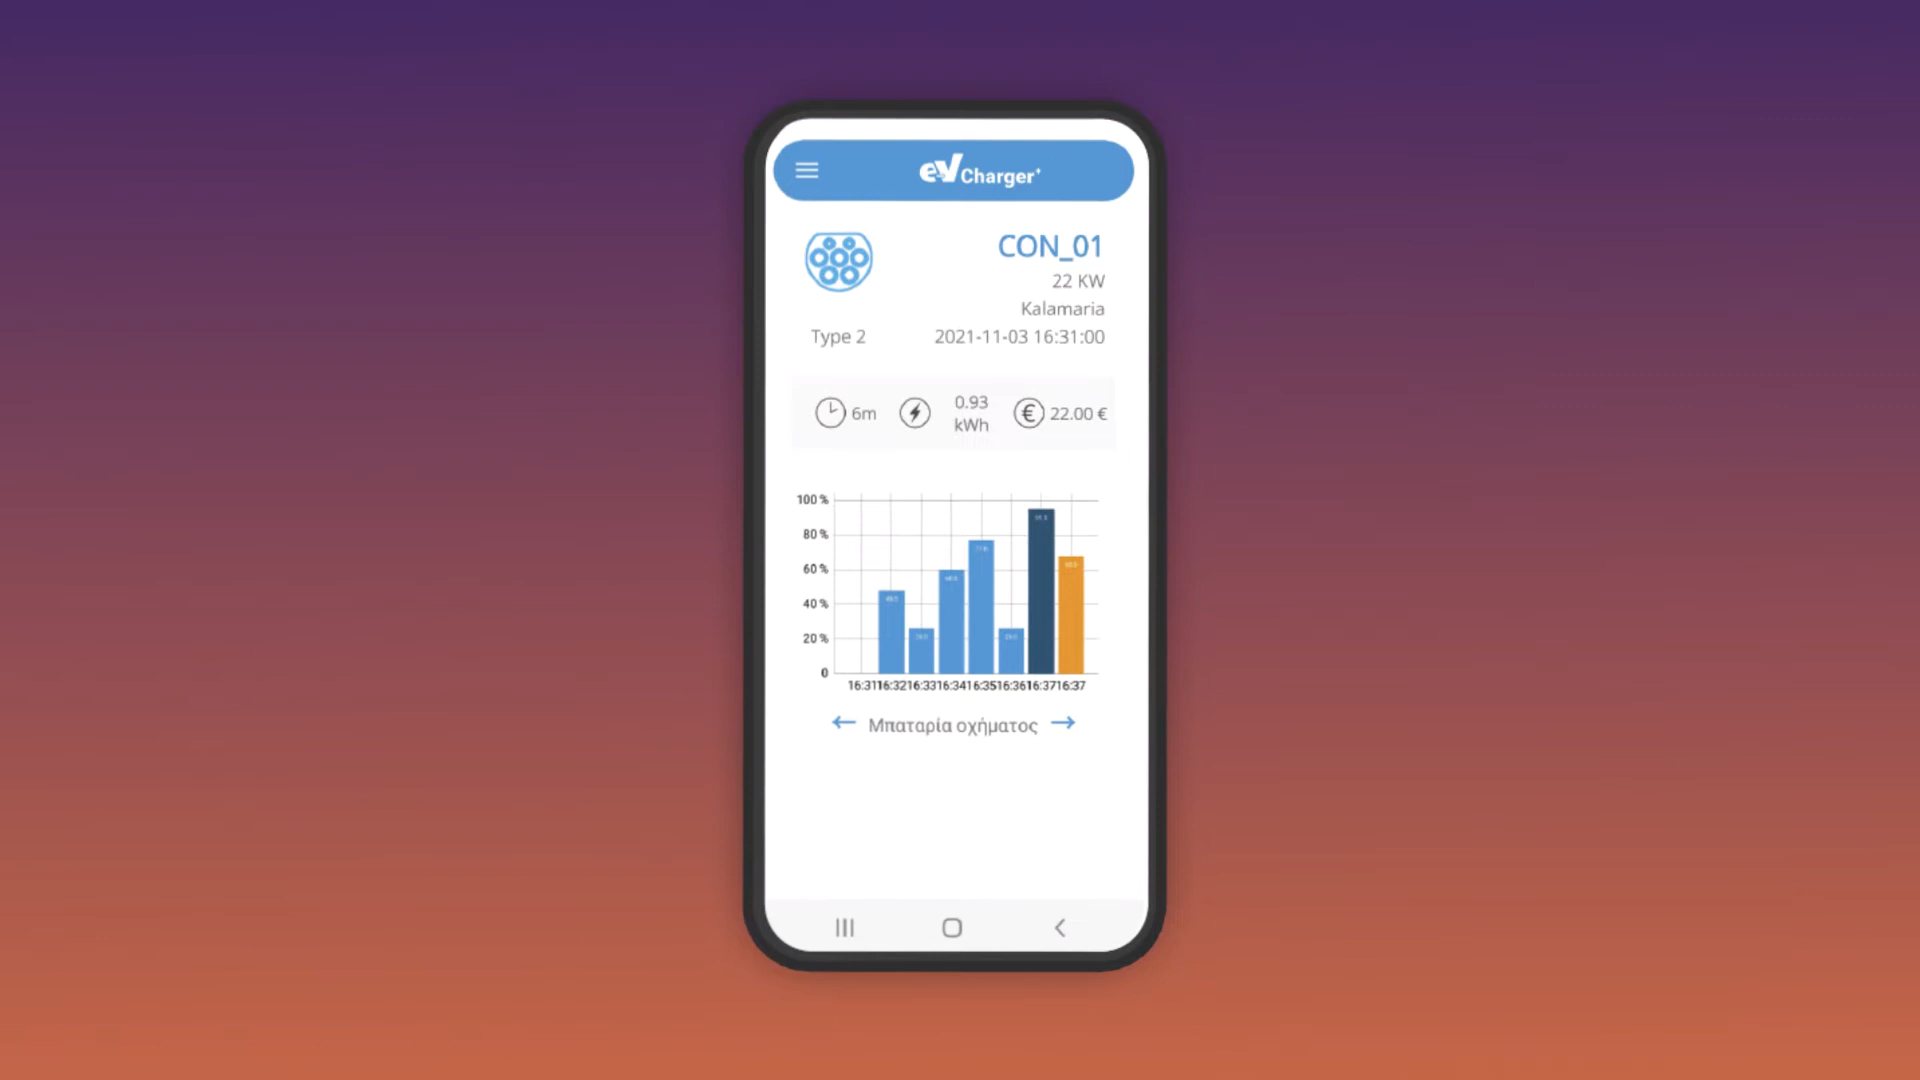 eV Charger+
CON_01
22 KW
Kalamaria
Type 2
2021-11-03 16:31:00
6m
0.93
kWh
22.00 €
100 %
80 %
60 %
40 %
20 %
0
16:31 16:32 16:33 16:34 16:35 16:36 16:37 16:37
Μπαταρία οχήματος